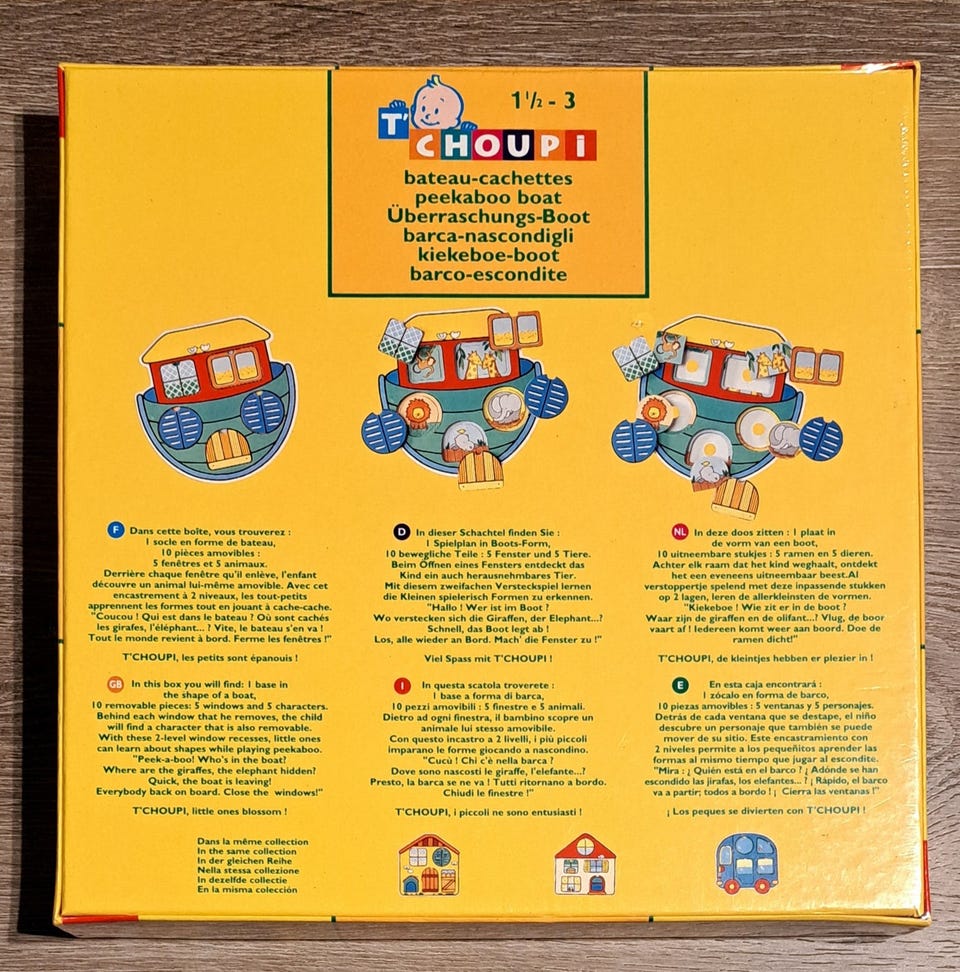 1 1/2 - 3
T'CHOUPI
bateau-cachettes
peekaboo boat
Überraschungs-Boot
barca-nascondigli
kiekeboe-boot
barco-escondite
F Dans cette boîte, vous trouverez :
1 socle en forme de bateau,
10 pièces amovibles :
5 fenêtres et 5 animaux.
Derrière chaque fenêtre qu'il enlève, l'enfant
découvre un animal lui-même amovible. Avec cet
encastrement à 2 niveaux, les tout-petits
apprennent les formes tout en jouant à cache-cache.
"Coucou ! Qui est dans le bateau ? Où sont cachés
les girafes, l'éléphant... ? Vite, le bateau s'en va !
Tout le monde revient à bord. Ferme les fenêtres !"
T'CHOUPI, les petits sont épanouis !
D In dieser Schachtel finden Sie :
1 Spielplan in Boots-Form,
10 bewegliche Teile : 5 Fenster und 5 Tiere.
Beim Öffnen eines Fensters entdeckt das
Kind ein auch herausnehmbares Tier.
Mit diesem zweifachen Versteckspiel lernen
die Kleinen spielerisch Formen zu erkennen.
"Hallo ! Wer ist im Boot ?
Wo verstecken sich die Giraffen, der Elephant...?
Schnell, das Boot legt ab !
Los, alle wieder an Bord. Mach' die Fenster zu !"
Viel Spass mit T'CHOUPI !
NL In deze doos zitten : 1 plaat in
de vorm van een boot,
10 uitneembare stukjes : 5 ramen en 5 dieren.
Achter elk raam dat het kind weghaalt, ontdekt
het een eveneens uitneembaar beest.Al
verstoppertje spelend met deze inpassende stukken
op 2 lagen, leren de allerkleinsten de vormen.
"Kiekeboe ! Wie zit er in de boot ?
Waar zijn de giraffen en de olifant...? Vlug, de boor
vaart af ! Iedereen komt weer aan boord. Doe de
ramen dicht!"
T'CHOUPI, de kleintjes hebben er plezier in !
GB In this box you will find: 1 base in
the shape of a boat,
10 removable pieces: 5 windows and 5 characters.
Behind each window that he removes, the child
will find a character that is also removable.
With these 2-level window recesses, little ones
can learn about shapes while playing peekaboo.
"Peek-a-boo! Who's in the boat?
Where are the giraffes, the elephant hidden?
Quick, the boat is leaving!
Everybody back on board. Close the windows!"
T'CHOUPI, little ones blossom !
I In questa scatola troverete :
1 base a forma di barca,
10 pezzi amovibili : 5 finestre e 5 animali.
Dietro ad ogni finestra, il bambino scopre un
animale lui stesso amovibile.
Con questo incastro a 2 livelli, i più piccoli
imparano le forme giocando a nascondino.
"Cucù ! Chi c'è nella barca ?
Dove sono nascosti le giraffe, l'elefante...?
Presto, la barca se ne va ! Tutti ritornano a bordo.
Chiudi le finestre !"
T'CHOUPI, i piccoli ne sono entusiasti !
E En esta caja encontrará :
1 zócalo en forma de barco,
10 piezas amovibles : 5 ventanas y 5 personajes.
Detrás de cada ventana que se destape, el niño
descubre un personaje que también se puede
mover de su sitio. Este encastramiento con
2 niveles permite a los pequeñitos aprender las
formas al mismo tiempo que jugar al escondite.
"Mira : ¿ Quién está en el barco ? ¿ Adónde se han
escondido las jirafas, los elefantes... ? ¡ Rápido, el barco
va a partir; todos a bordo ! ¡ Cierra las ventanas !"
¡ Los peques se divierten con T'CHOUPI !
Dans la même collection
In the same collection
In der gleichen Reihe
Nella stessa collezione
In dezelfde collectie
En la misma colección